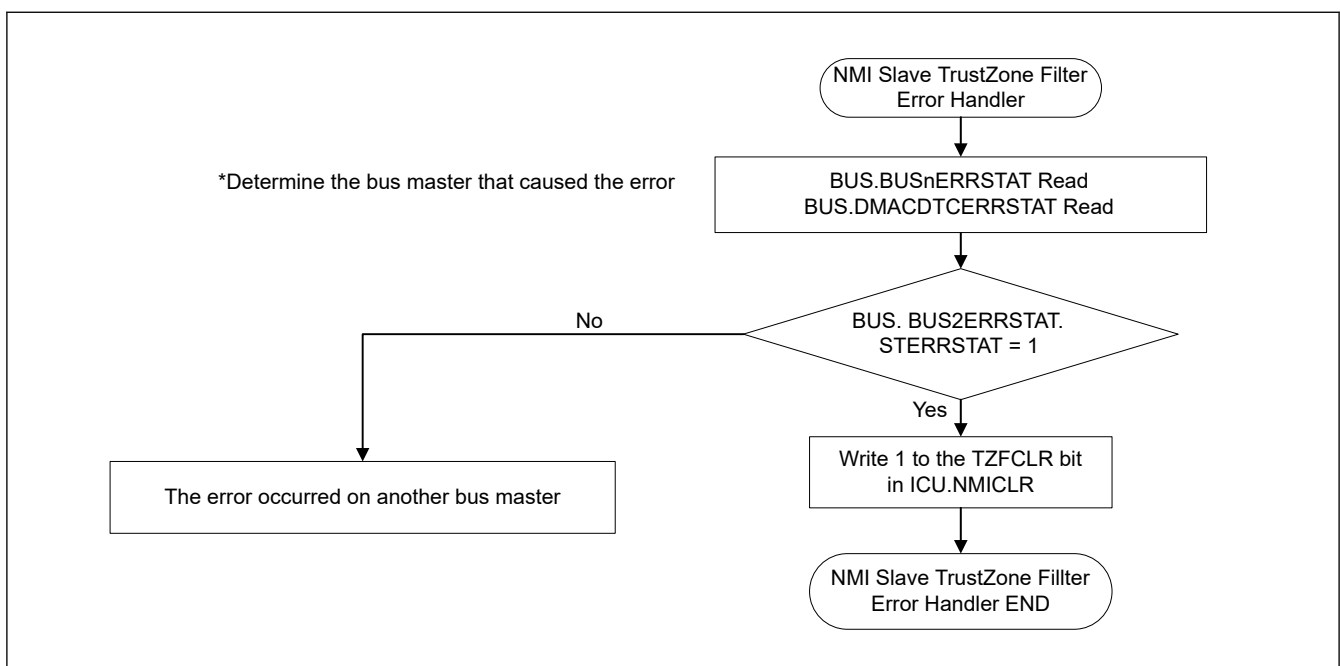 NMI Slave TrustZone Filter
Error Handler
*Determine the bus master that caused the error
BUS.BUSnERRSTAT Read
BUS.DMACDTCERRSTAT Read
BUS. BUS2ERRSTAT.
STERRSTAT = 1
No
Yes
Write 1 to the TZFCLR bit
in ICU.NMICLR
The error occurred on another bus master
NMI Slave TrustZone Fillter
Error Handler END